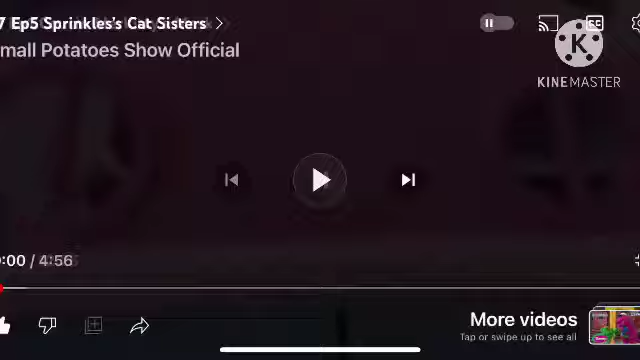 7 Ep5 Sprinkles's Cat Sisters
mall Potatoes Show Official
CC
K
KINEMASTER
:00 / 4:56
More videos
Tap or swipe up to see all